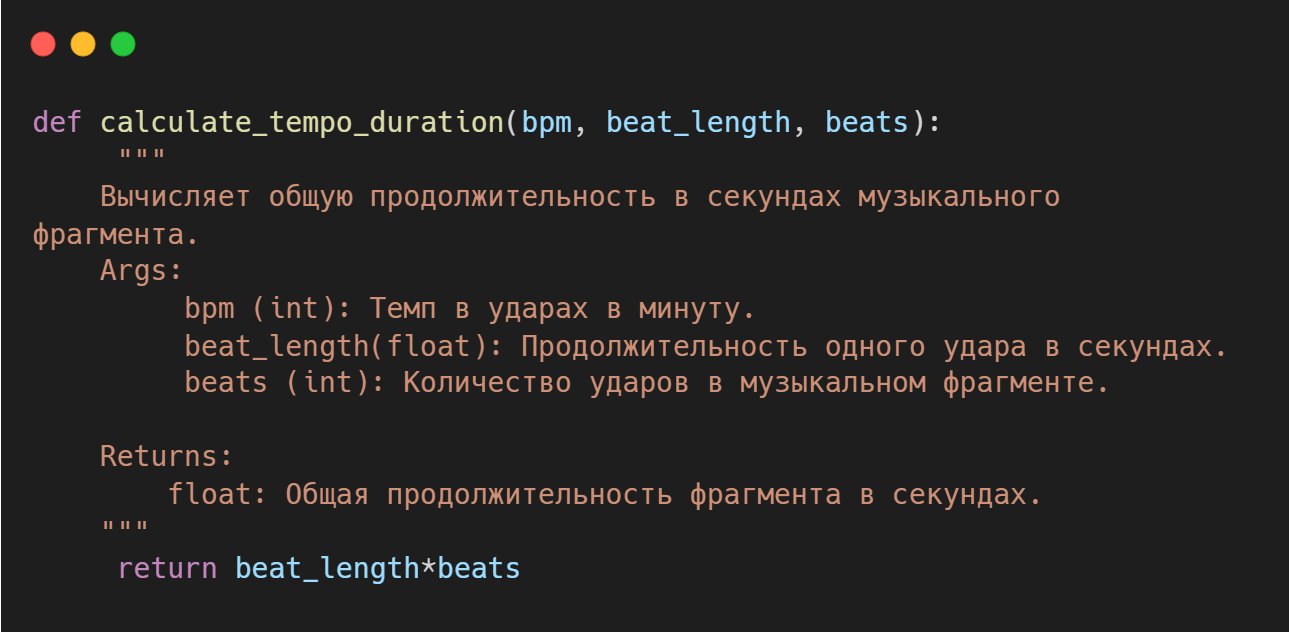 def calculate_tempo_duration(bpm, beat_length, beats):
     """
    Вычисляет общую продолжительность в секундах музыкального
фрагмента.
    Args:
         bpm (int): Темп в ударах в минуту.
         beat_length(float): Продолжительность одного удара в секундах.
         beats (int): Количество ударов в музыкальном фрагменте.

    Returns:
        float: Общая продолжительность фрагмента в секундах.
    """
     return beat_length*beats